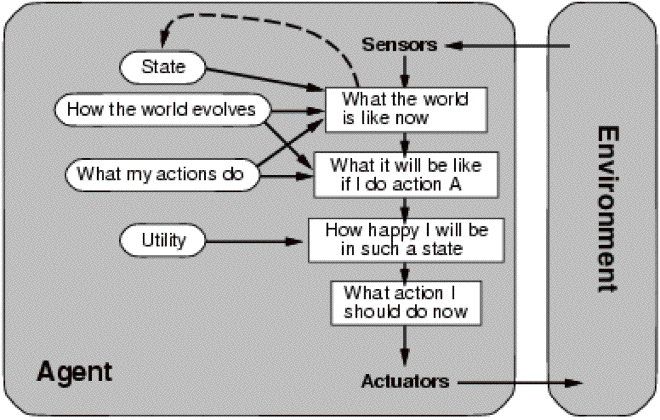 Sensors
State
What the world
is like now
How the world evolves
What my actions do
What it will be like
if I do action A
Utility
How happy I will be
in such a state
What action I
should do now
Agent
Actuators
Environment